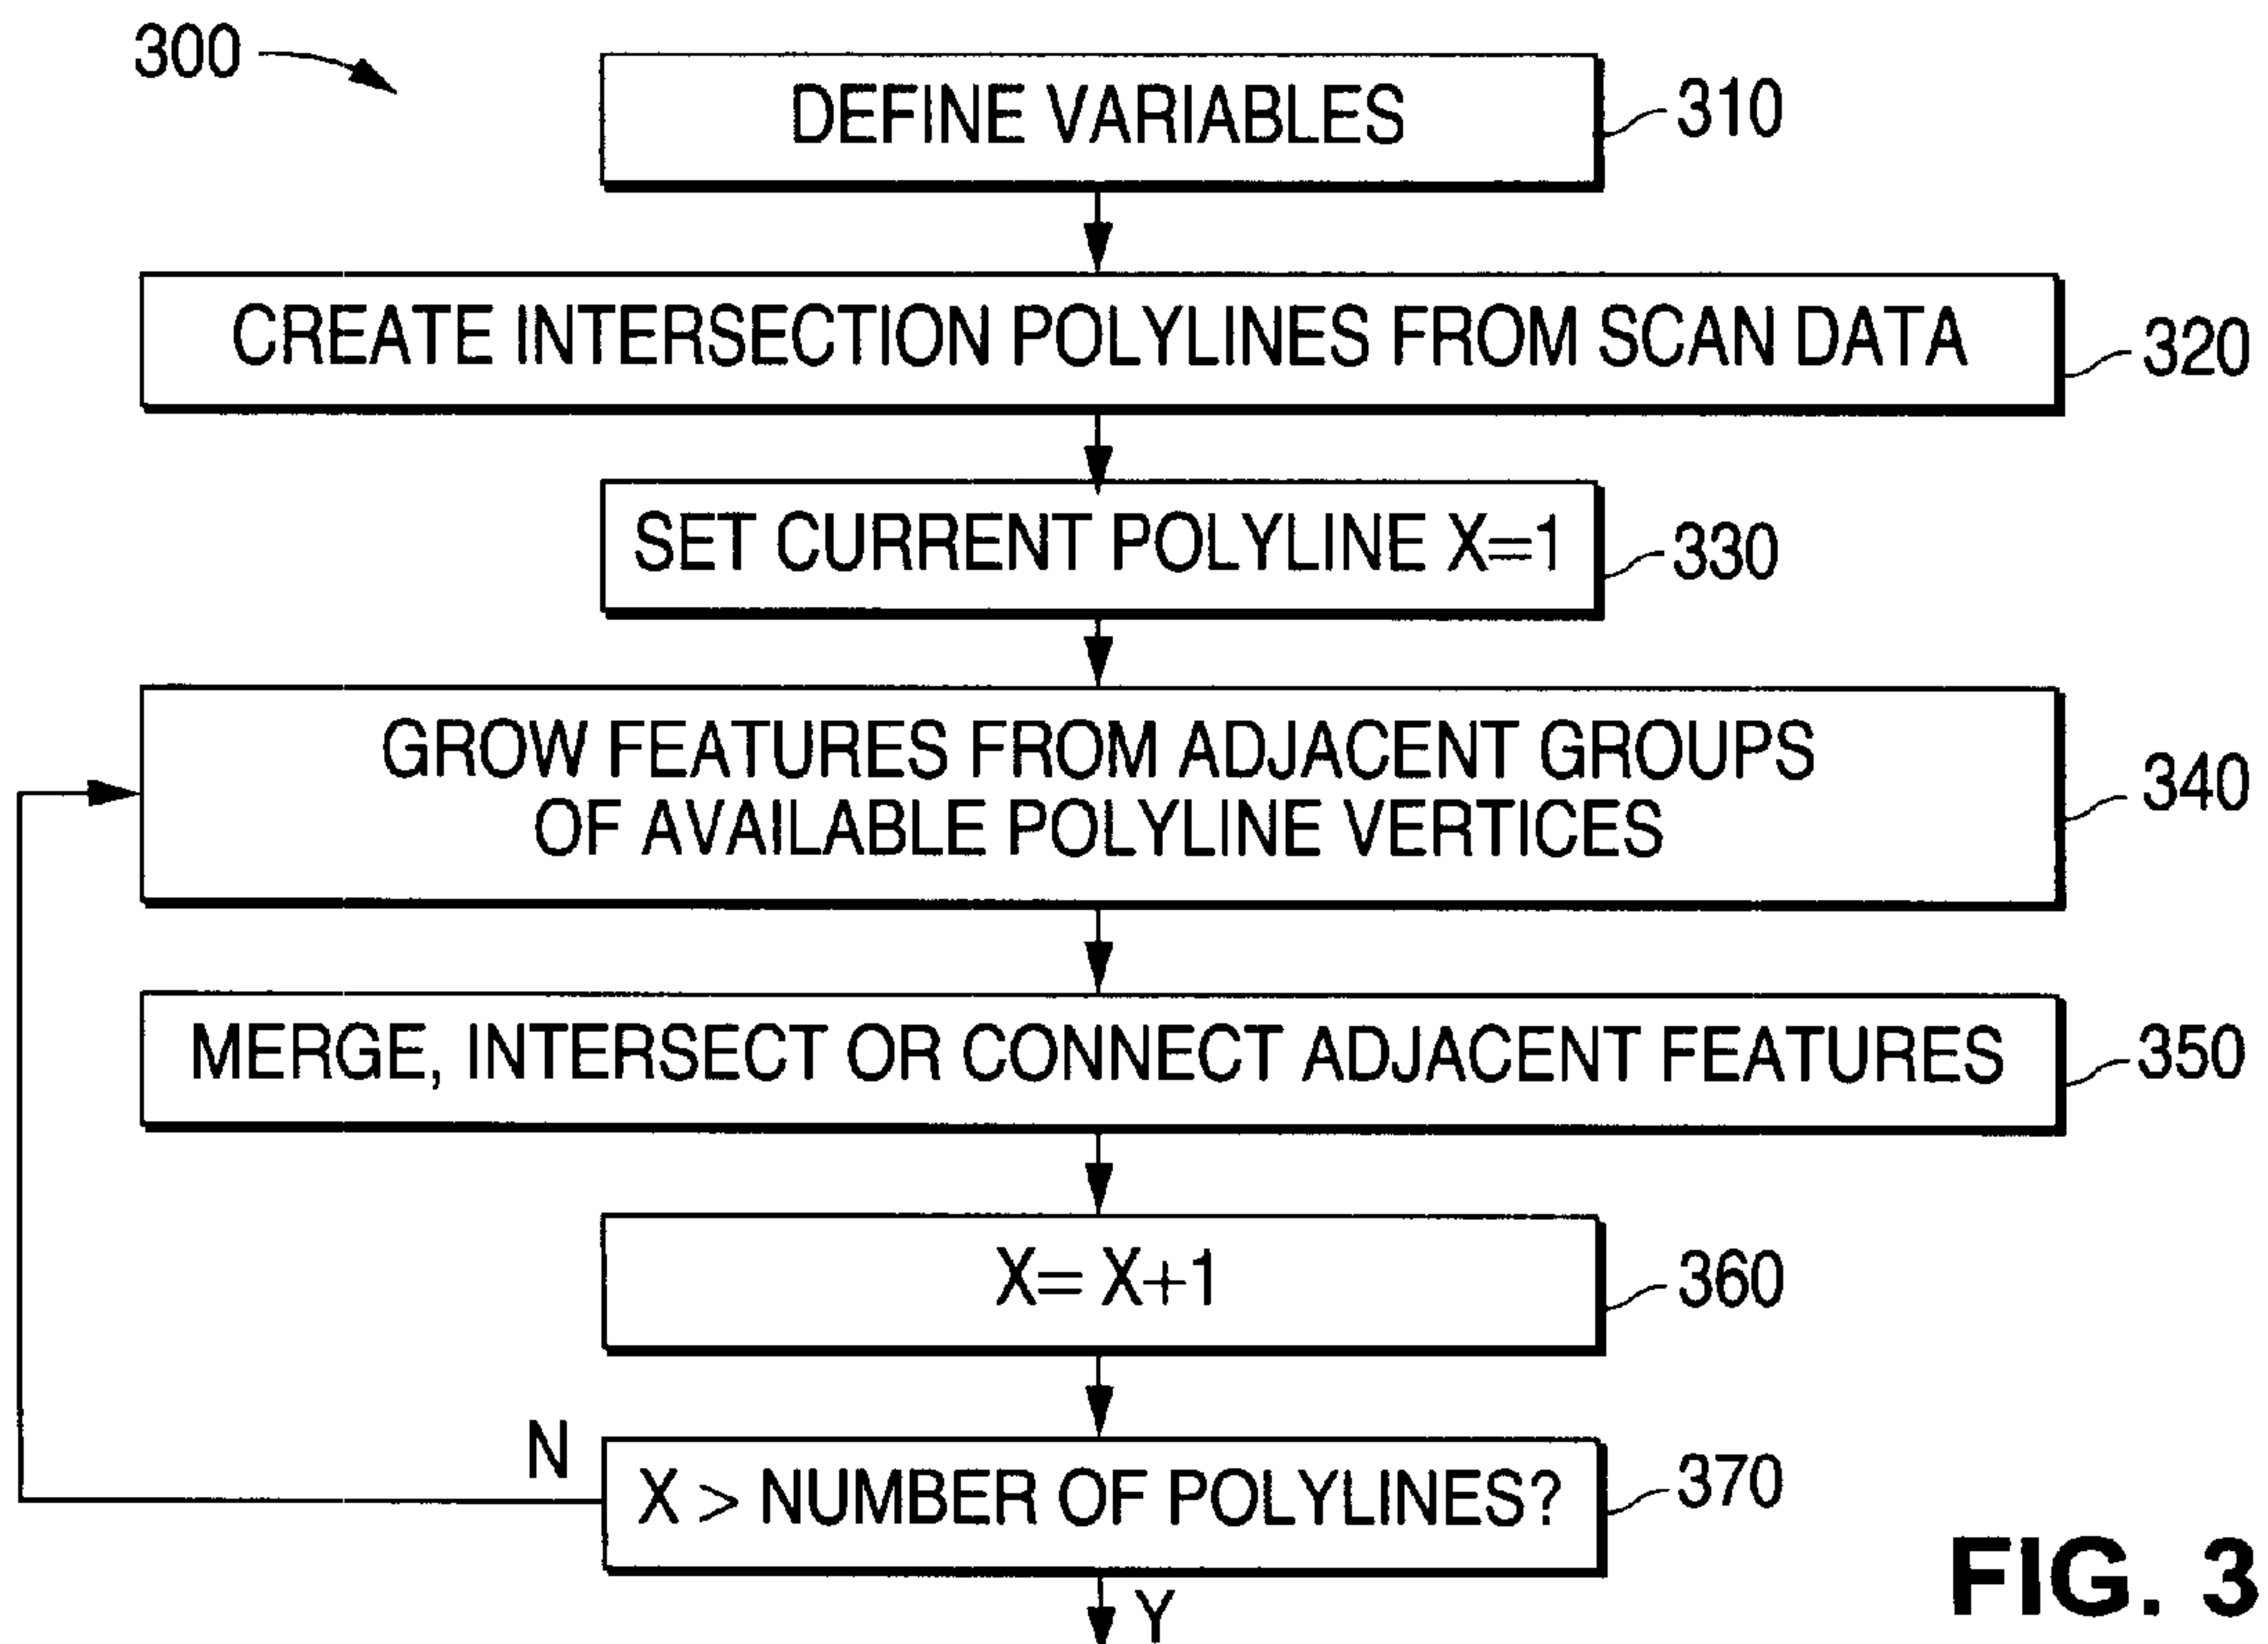 300
DEFINE VARIABLES
310
CREATE INTERSECTION POLYLINES FROM SCAN DATA
320
SET CURRENT POLYLINE X=1
330
GROW FEATURES FROM ADJACENT GROUPS
OF AVAILABLE POLYLINE VERTICES
340
MERGE, INTERSECT OR CONNECT ADJACENT FEATURES
350
X= X+1
360
N
X > NUMBER OF POLYLINES?
370
Y
FIG. 3